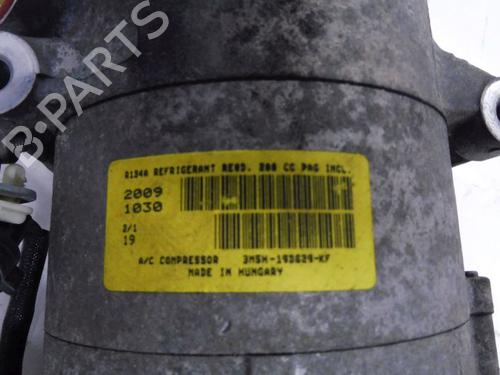 R134A REFRIGERANT REQD. 200 CC PAG INCL.
2009
1030
2/1
19
A/C COMPRESSOR 3M5H-19D629-KF
MADE IN HUNGARY
B-PARTS